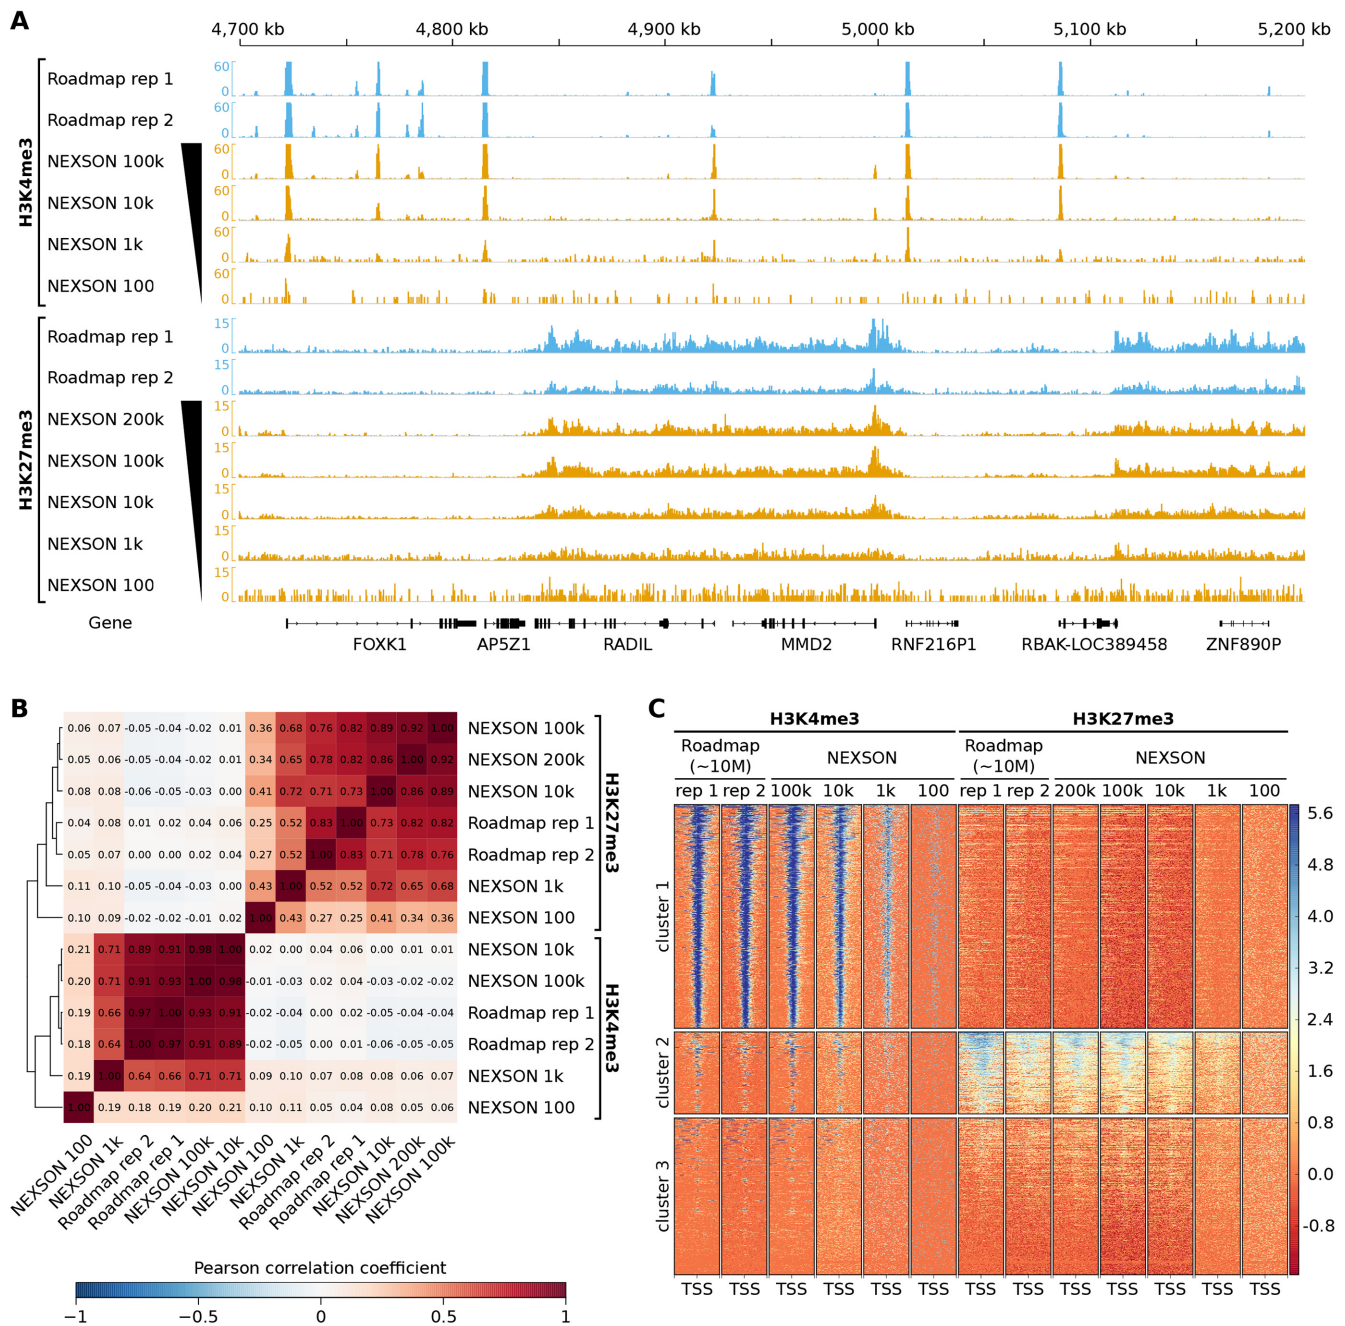 A
4,700 kb 4,800 kb 4,900 kb 5,000 kb 5,100 kb 5,200 kb
H3K4me3
Roadmap rep 1 60 0
Roadmap rep 2 60 0
NEXSON 100k 60 0
NEXSON 10k 60 0
NEXSON 1k 60 0
NEXSON 100 60 0
H3K27me3
Roadmap rep 1 15 0
Roadmap rep 2 15 0
NEXSON 200k 15 0
NEXSON 100k 15 0
NEXSON 10k 15 0
NEXSON 1k 15 0
NEXSON 100 15 0
Gene
FOXK1 AP5Z1 RADIL MMD2 RNF216P1 RBAK-LOC389458 ZNF890P
B
0.06 0.07 -0.05 -0.04 -0.02 0.01 0.36 0.68 0.76 0.82 0.89 0.92 1.00 NEXSON 100k
0.05 0.06 -0.05 -0.04 -0.02 0.01 0.34 0.65 0.78 0.82 0.86 1.00 0.92 NEXSON 200k
0.08 0.08 -0.06 -0.05 -0.03 0.00 0.41 0.72 0.71 0.73 1.00 0.86 0.89 NEXSON 10k
0.04 0.08 0.01 0.02 0.04 0.06 0.25 0.52 0.83 1.00 0.73 0.82 0.82 Roadmap rep 1
0.05 0.07 0.00 0.00 0.02 0.04 0.27 0.52 1.00 0.83 0.71 0.78 0.76 Roadmap rep 2
0.11 0.10 -0.05 -0.04 -0.03 0.00 0.43 1.00 0.52 0.52 0.72 0.65 0.68 NEXSON 1k
0.10 0.09 -0.02 -0.02 -0.01 0.02 1.00 0.43 0.27 0.25 0.41 0.34 0.36 NEXSON 100
H3K27me3
0.21 0.71 0.89 0.91 0.98 1.00 0.02 0.00 0.04 0.06 0.00 0.01 0.01 NEXSON 10k
0.20 0.71 0.91 0.93 1.00 0.98 -0.01 -0.03 0.02 0.04 -0.03 -0.02 -0.02 NEXSON 100k
0.19 0.66 0.97 1.00 0.93 0.91 -0.02 -0.04 0.00 0.02 -0.05 -0.04 -0.04 Roadmap rep 1
0.18 0.64 1.00 0.97 0.91 0.89 -0.02 -0.05 0.00 0.01 -0.06 -0.05 -0.05 Roadmap rep 2
0.19 1.00 0.64 0.66 0.71 0.71 0.09 0.10 0.07 0.08 0.08 0.06 0.07 NEXSON 1k
1.00 0.19 0.18 0.19 0.20 0.21 0.10 0.11 0.05 0.04 0.08 0.05 0.06 NEXSON 100
H3K4me3
NEXSON 100 NEXSON 1k Roadmap rep 2 Roadmap rep 1 NEXSON 100k NEXSON 10k NEXSON 100 NEXSON 1k Roadmap rep 2 Roadmap rep 1 NEXSON 10k NEXSON 200k NEXSON 100k
Pearson correlation coefficient
−1 −0.5 0 0.5 1
C
H3K4me3 H3K27me3
Roadmap (~10M) NEXSON Roadmap (~10M) NEXSON
rep 1 rep 2 100k 10k 1k 100 rep 1 rep 2 200k 100k 10k 1k 100
cluster 1
cluster 2
cluster 3
TSS TSS TSS TSS TSS TSS TSS TSS TSS TSS TSS TSS TSS
5.6
4.8
4.0
3.2
2.4
1.6
0.8
0.0
-0.8